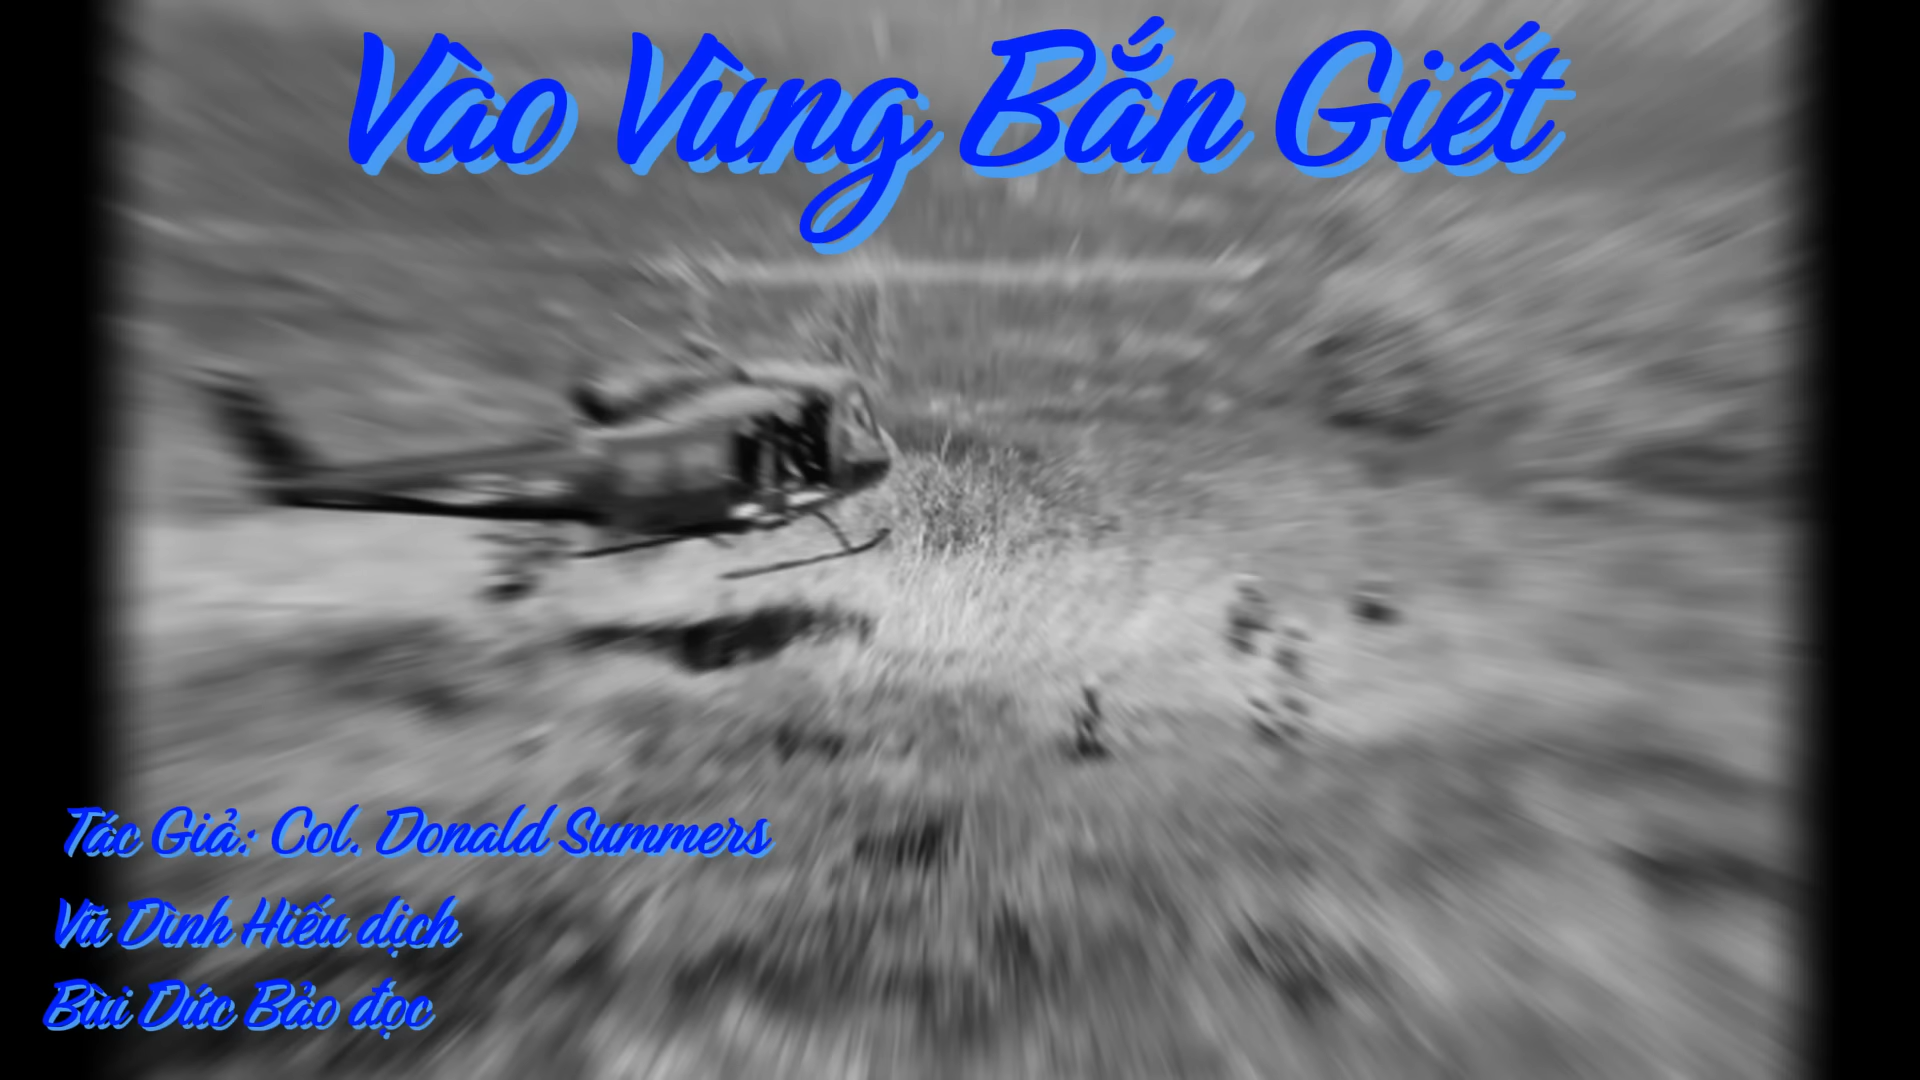 Vào Vùng Bắn Giết
Tác Giả: Col. Donald Summers
Vũ Đình Hiếu dịch
Bùi Đức Bảo đọc